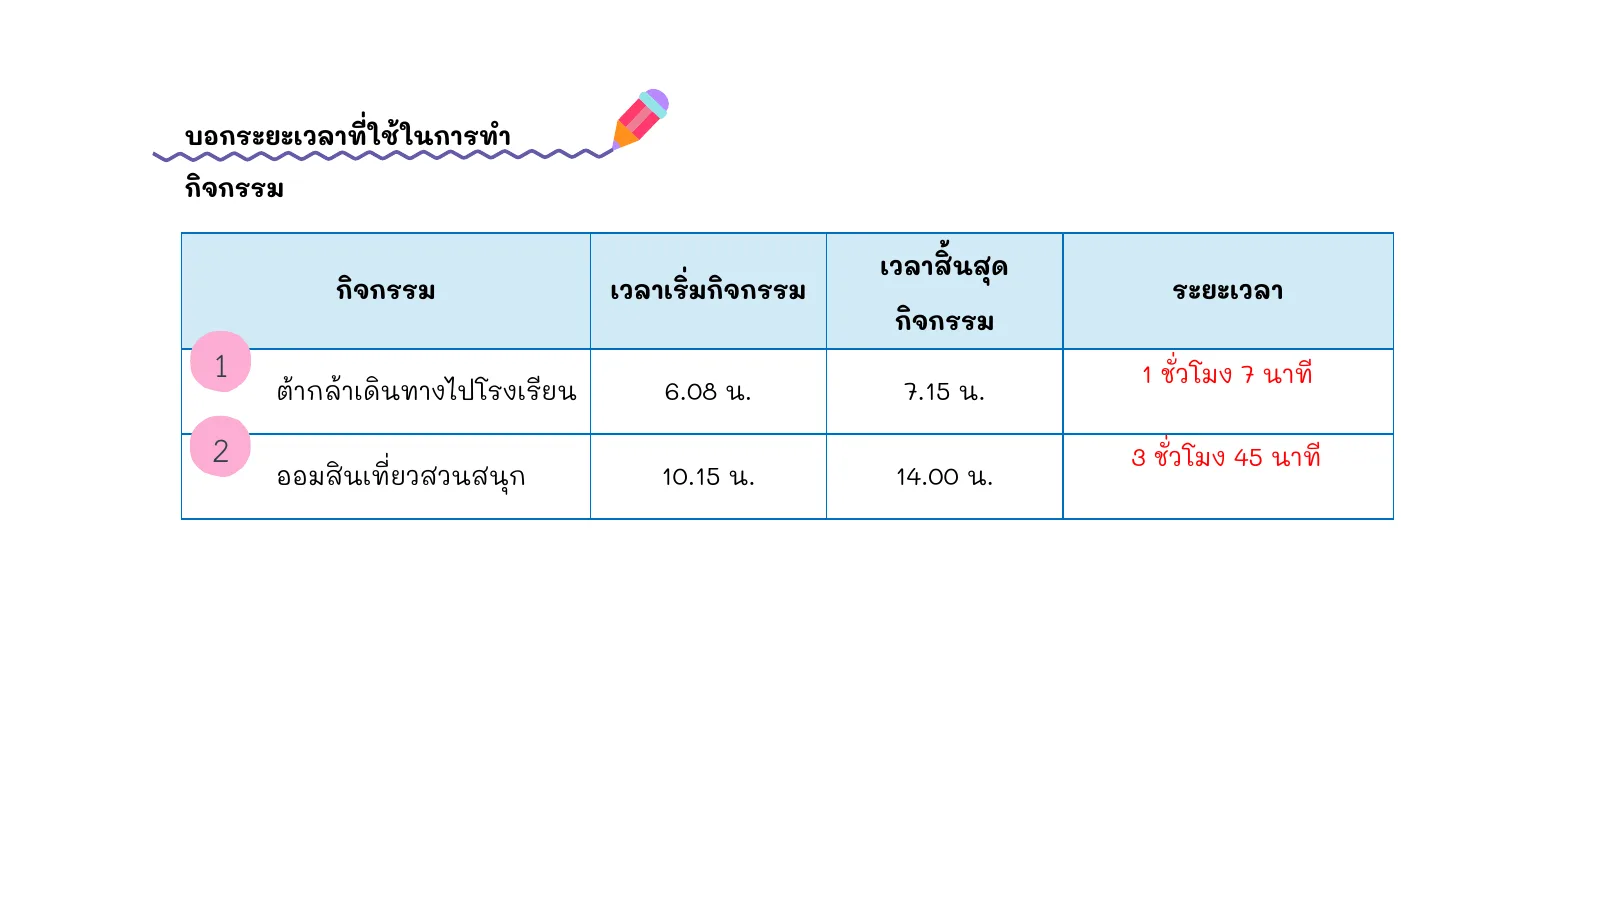 บอกระยะเวลาที่ใช้ในการทำ
กิจกรรม
กิจกรรม
เวลาเริ่มกิจกรรม
เวลาสิ้นสุด
กิจกรรม
ระยะเวลา
1
ต้ากล้าเดินทางไปโรงเรียน
6.08 น.
7.15 น.
1 ชั่วโมง 7 นาที
2
ออมสินเที่ยวสวนสนุก
10.15 น.
14.00 น.
3 ชั่วโมง 45 นาที